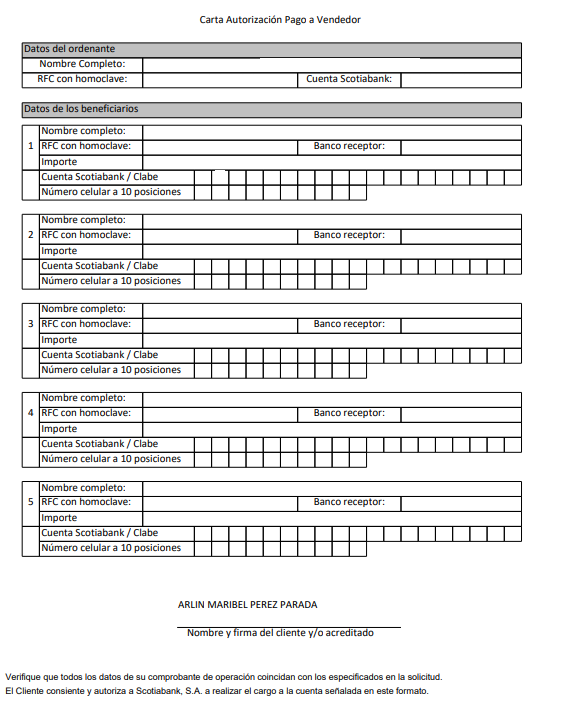 Carta Autorización Pago a Vendedor
Datos del ordenante
Nombre Completo:
RFC con homoclave: Cuenta Scotiabank:
Datos de los beneficiarios
Nombre completo:
1 RFC con homoclave: Banco receptor:
Importe
Cuenta Scotiabank / Clabe
Número celular a 10 posiciones
Nombre completo:
2 RFC con homoclave: Banco receptor:
Importe
Cuenta Scotiabank / Clabe
Número celular a 10 posiciones
Nombre completo:
3 RFC con homoclave: Banco receptor:
Importe
Cuenta Scotiabank / Clabe
Número celular a 10 posiciones
Nombre completo:
4 RFC con homoclave: Banco receptor:
Importe
Cuenta Scotiabank / Clabe
Número celular a 10 posiciones
Nombre completo:
5 RFC con homoclave: Banco receptor:
Importe
Cuenta Scotiabank / Clabe
Número celular a 10 posiciones
ARLIN MARIBEL PEREZ PARADA
Nombre y firma del cliente y/o acreditado
Verifique que todos los datos de su comprobante de operación coincidan con los especificados en la solicitud.
El Cliente consiente y autoriza a Scotiabank, S.A. a realizar el cargo a la cuenta señalada en este formato.